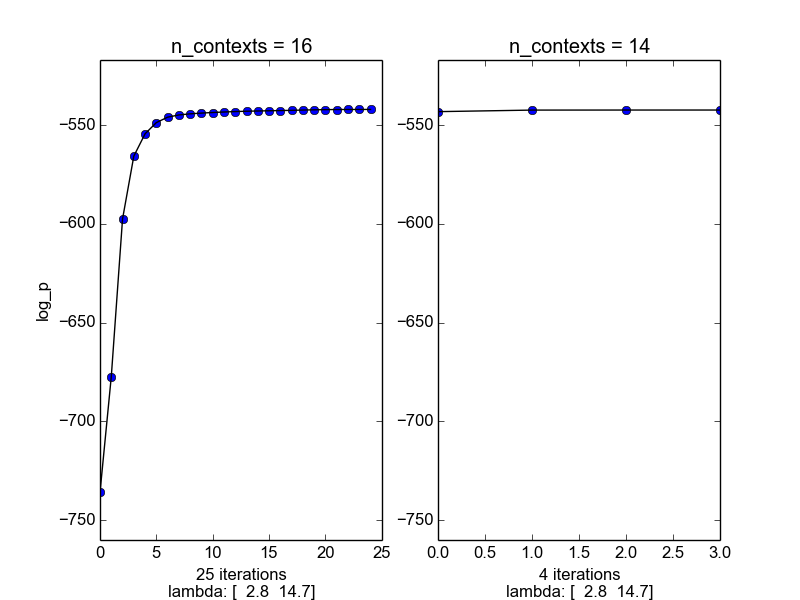 n_contexts = 16
n_contexts = 14
log_p
−550
−600
−650
−700
−750
0 5 10 15 20 25
25 iterations
lambda: [  2.8  14.7]
−550
−600
−650
−700
−750
0.0 0.5 1.0 1.5 2.0 2.5 3.0
4 iterations
lambda: [  2.8  14.7]